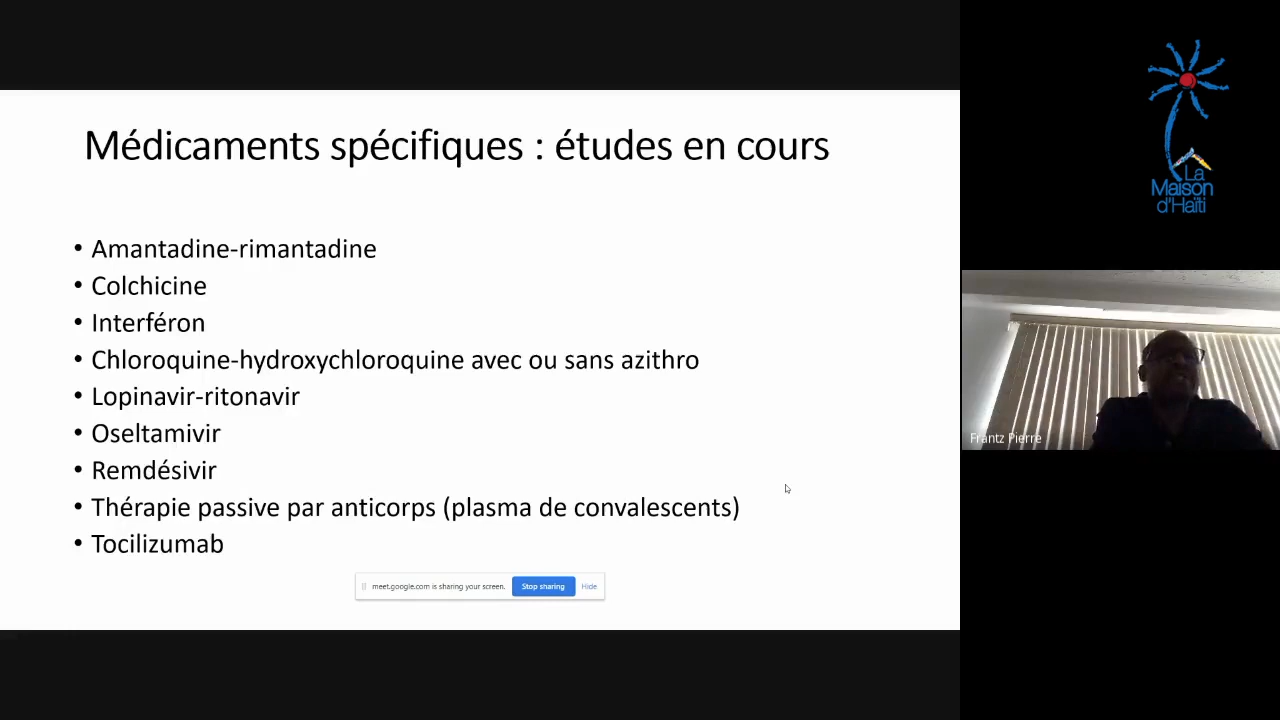 Médicaments spécifiques : études en cours
• Amantadine-rimantadine
• Colchicine
• Interféron
• Chloroquine-hydroxychloroquine avec ou sans azithro
• Lopinavir-ritonavir
• Oseltamivir
• Remdésivir
• Thérapie passive par anticorps (plasma de convalescents)
• Tocilizumab
meet.google.com is sharing your screen. Stop sharing Hide
La
Maison
d'Haïti
Frantz Pierre